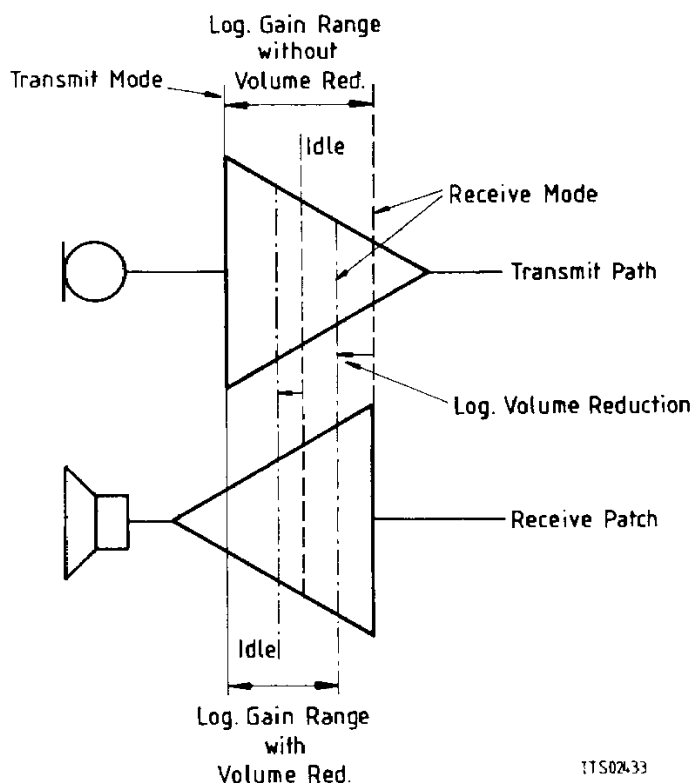 Log. Gain Range
without
Volume Red.
Transmit Mode
Idle
Receive Mode
Transmit Path
Log. Volume Reduction
Receive Patch
Idle
Log. Gain Range
with
Volume Red.
ITS02433